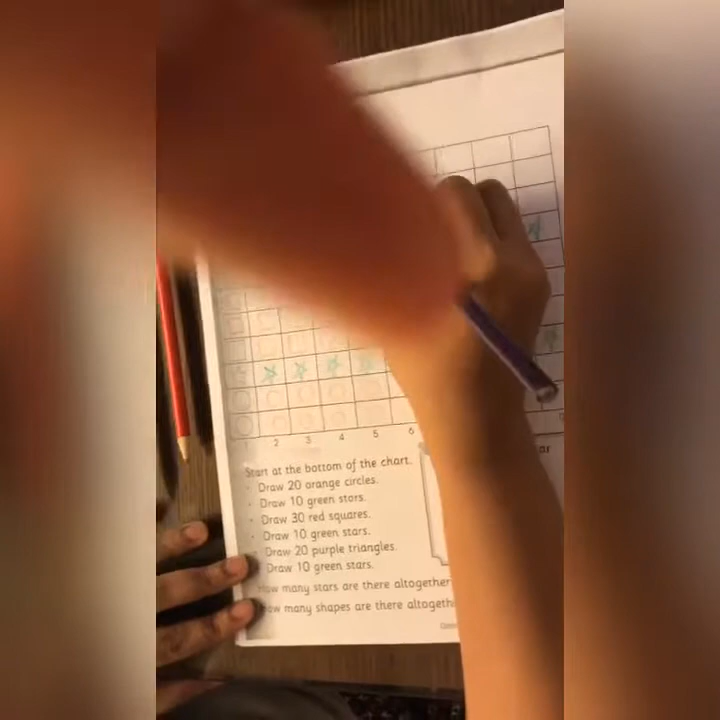 2 3 4 5 6
Start at the bottom of the chart.
Draw 20 orange circles.
Draw 10 green stars.
Draw 30 red squares.
Draw 10 green stars.
Draw 20 purple triangles.
Draw 10 green stars.
How many stars are there altogether
How many shapes are there